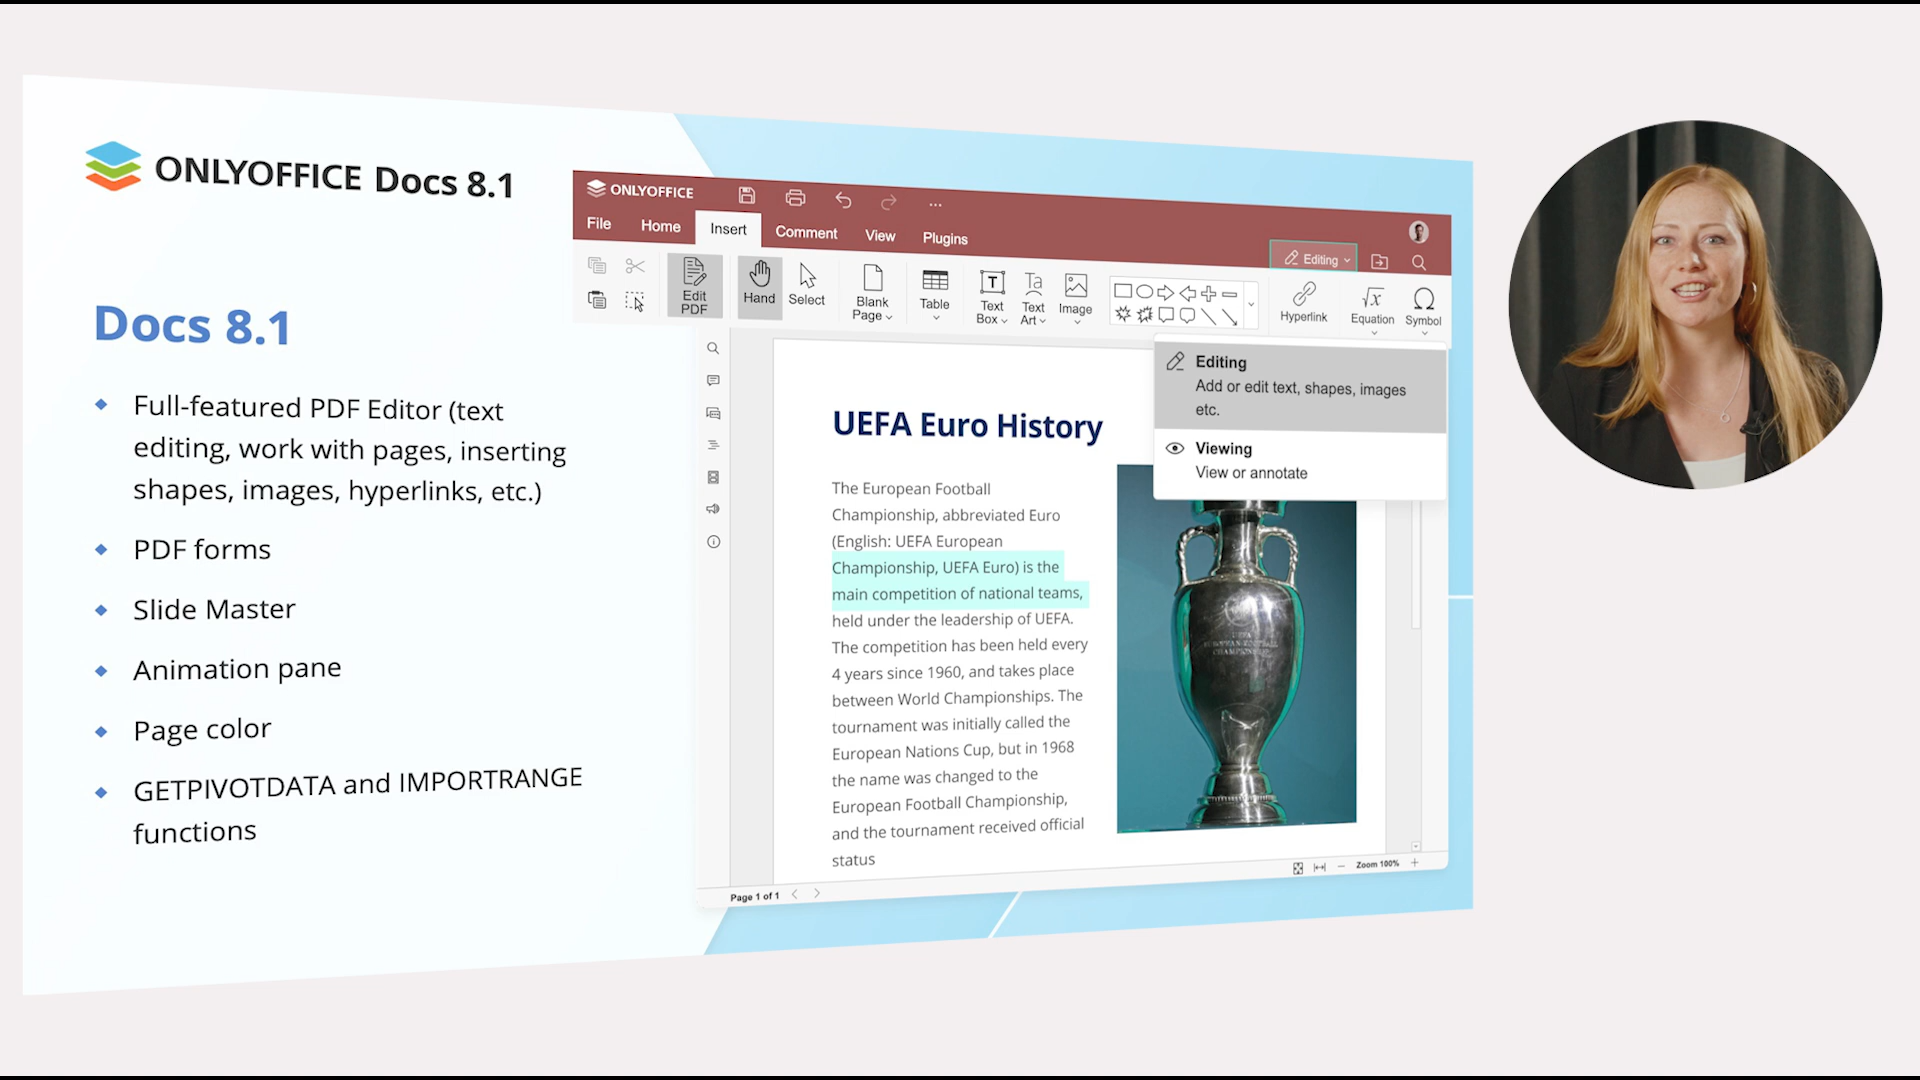 ONLYOFFICE Docs 8.1
Docs 8.1
Full-featured PDF Editor (text
editing, work with pages, inserting
shapes, images, hyperlinks, etc.)
PDF forms
Slide Master
Animation pane
Page color
GETPIVOTDATA and IMPORTRANGE
functions
ONLYOFFICE
File Home Insert Comment View Plugins
Editing
Edit
PDF
Hand
Select
Blank
Page
Table
Text
Box
Text
Art
Image
Hyperlink
Equation
Symbol
Editing
Add or edit text, shapes, images
etc.
Viewing
View or annotate
UEFA Euro History
The European Football
Championship, abbreviated Euro
(English: UEFA European
Championship, UEFA Euro) is the
main competition of national teams,
held under the leadership of UEFA.
The competition has been held every
4 years since 1960, and takes place
between World Championships. The
tournament was initially called the
European Nations Cup, but in 1968
the name was changed to the
European Football Championship,
and the tournament received official
status
UEFA
EUROPEAN FOOTBALL
CHAMPIONSHIP
Page 1 of 1
Zoom 100%